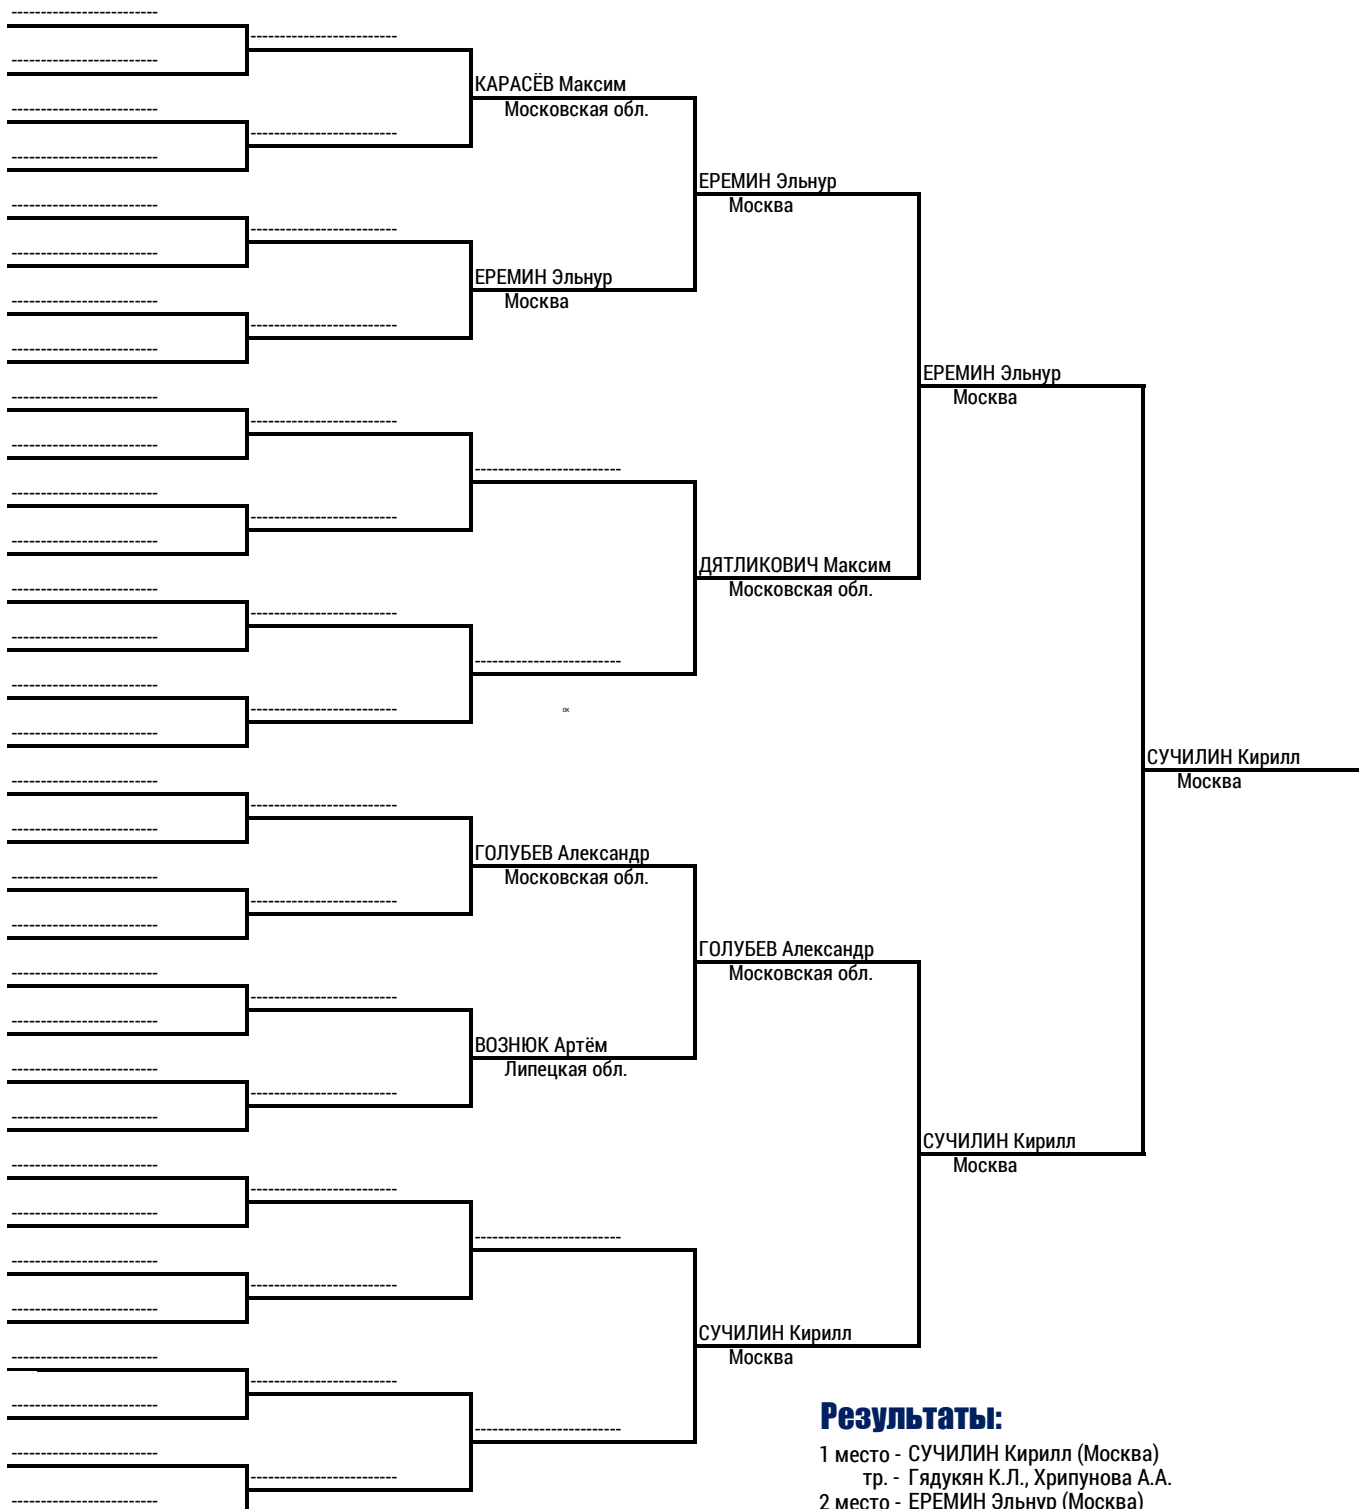 КАРАСЁВ Максим
Московская обл.
ЕРЕМИН Эльнур
Москва
ЕРЕМИН Эльнур
Москва
ЕРЕМИН Эльнур
Москва
ДЯТЛИКОВИЧ Максим
Московская обл.
ок
СУЧИЛИН Кирилл
Москва
ГОЛУБЕВ Александр
Московская обл.
ГОЛУБЕВ Александр
Московская обл.
ВОЗНЮК Артём
Липецкая обл.
СУЧИЛИН Кирилл
Москва
СУЧИЛИН Кирилл
Москва
Результаты:
1 место - СУЧИЛИН Кирилл (Москва)
тр. - Гядукян К.Л., Хрипунова А.А.
2 место - ЕРЕМИН Эльнур (Москва)